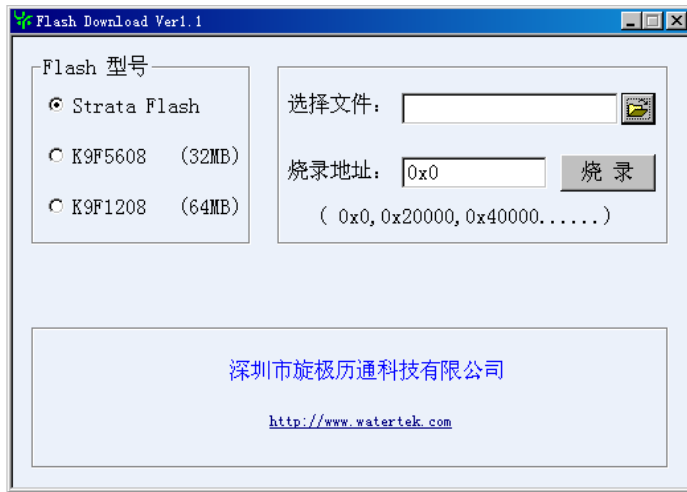 Flash Download Ver1.1
Flash 型号
Strata Flash
K9F5608 (32MB)
K9F1208 (64MB)
选择文件:
烧录地址: 0x0 烧 录
( 0x0,0x20000,0x40000......)
深圳市旋极历通科技有限公司
http://www.watertek.com